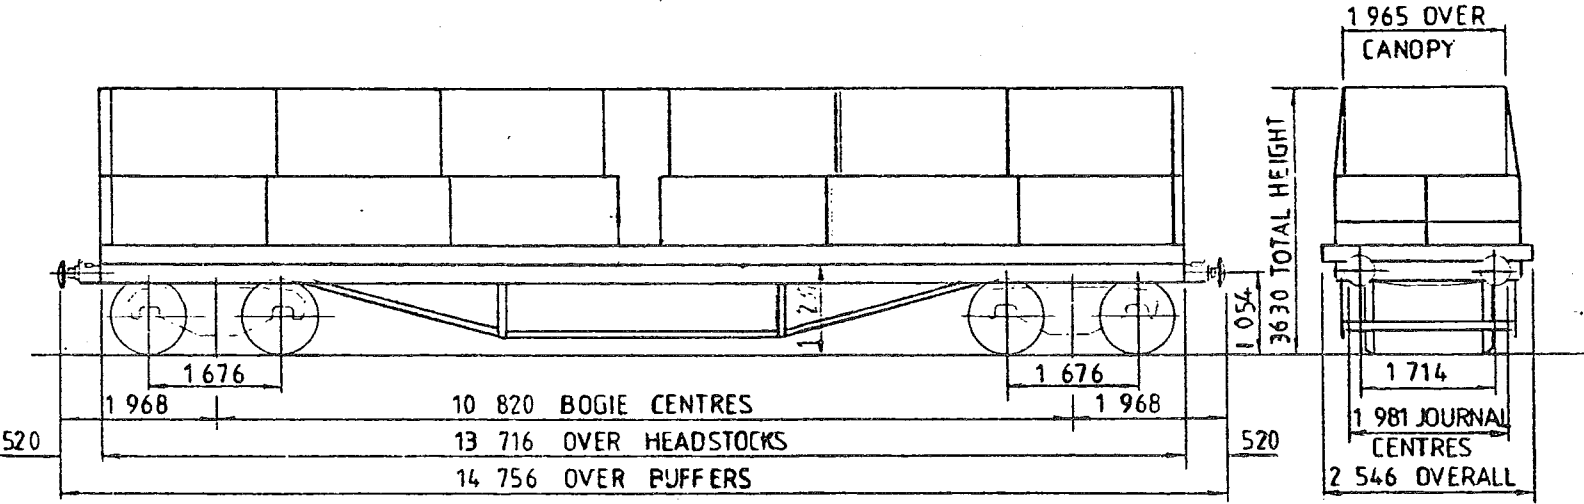 1 965 OVER
CANOPY
3630 TOTAL HEIGHT
1 054
1 676
1 676
1 714
1 968
10 820 BOGIE CENTRES
1 968
1 981 JOURNAL
CENTRES
520
13 716 OVER HEADSTOCKS
520
14 756 OVER BUFFERS
2 546 OVERALL